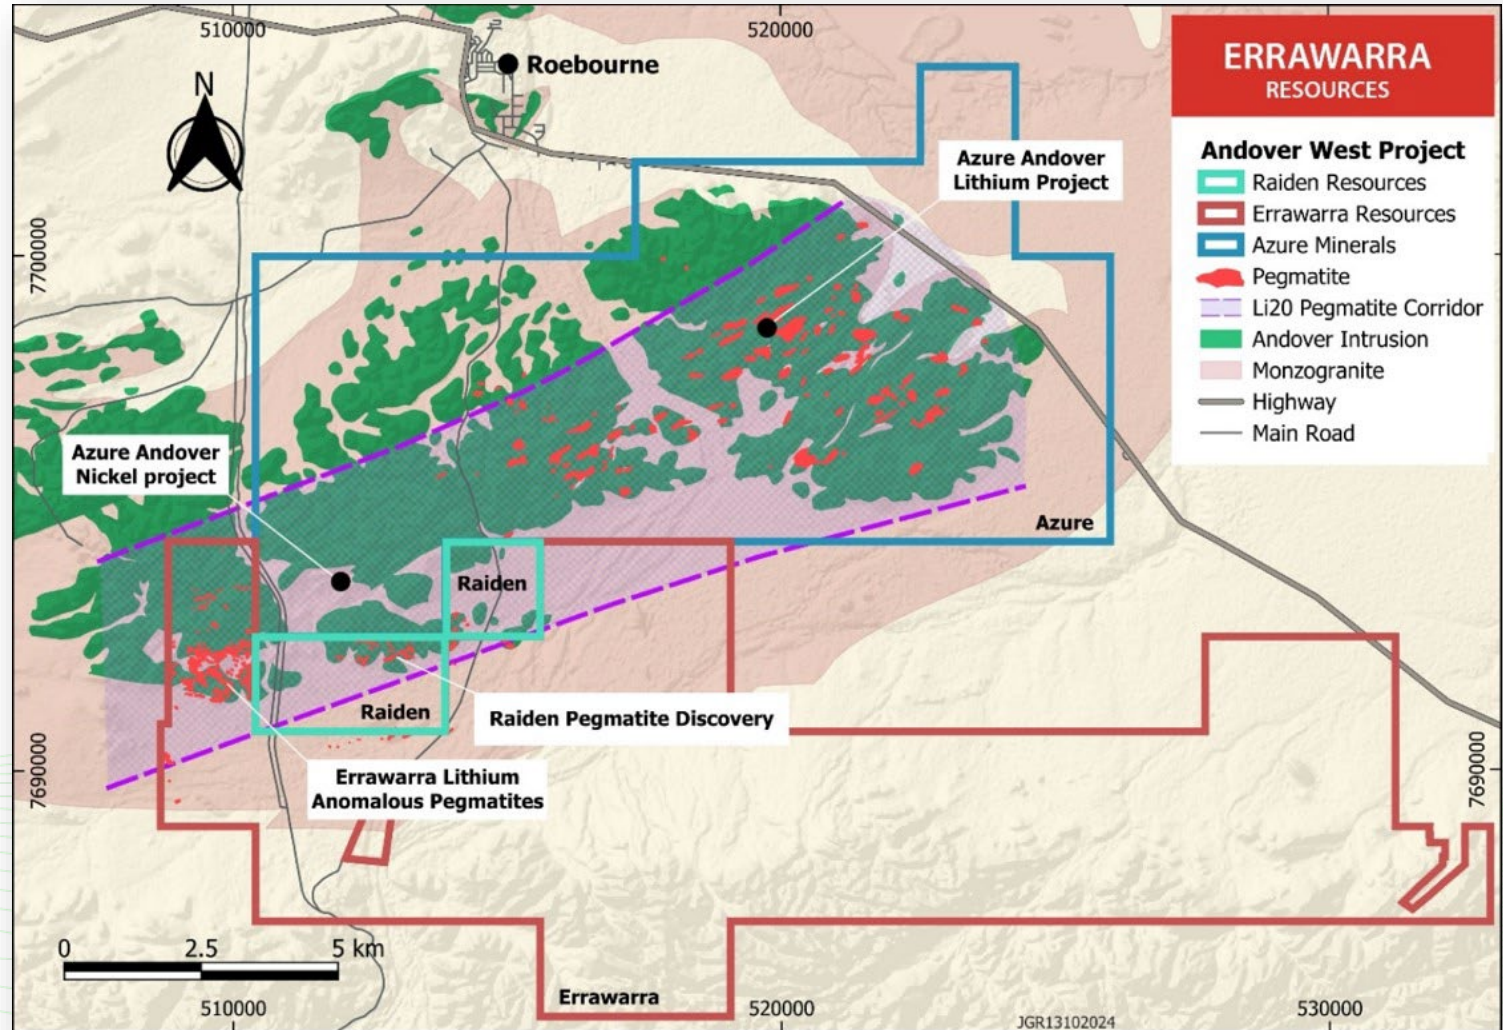 510000
520000
ERRAWARRA
RESOURCES
Roebourne
N
Azure Andover
Lithium Project
Andover West Project
Raiden Resources
Errawarra Resources
Azure Minerals
Pegmatite
Li20 Pegmatite Corridor
Andover Intrusion
Monzogranite
Highway
Main Road
7700000
Azure Andover
Nickel project
Azure
Raiden
Raiden
Raiden Pegmatite Discovery
Errawarra Lithium
Anomalous Pegmatites
7690000
7690000
0 2.5 5 km
Errawarra
510000
520000
530000
JGR13102024